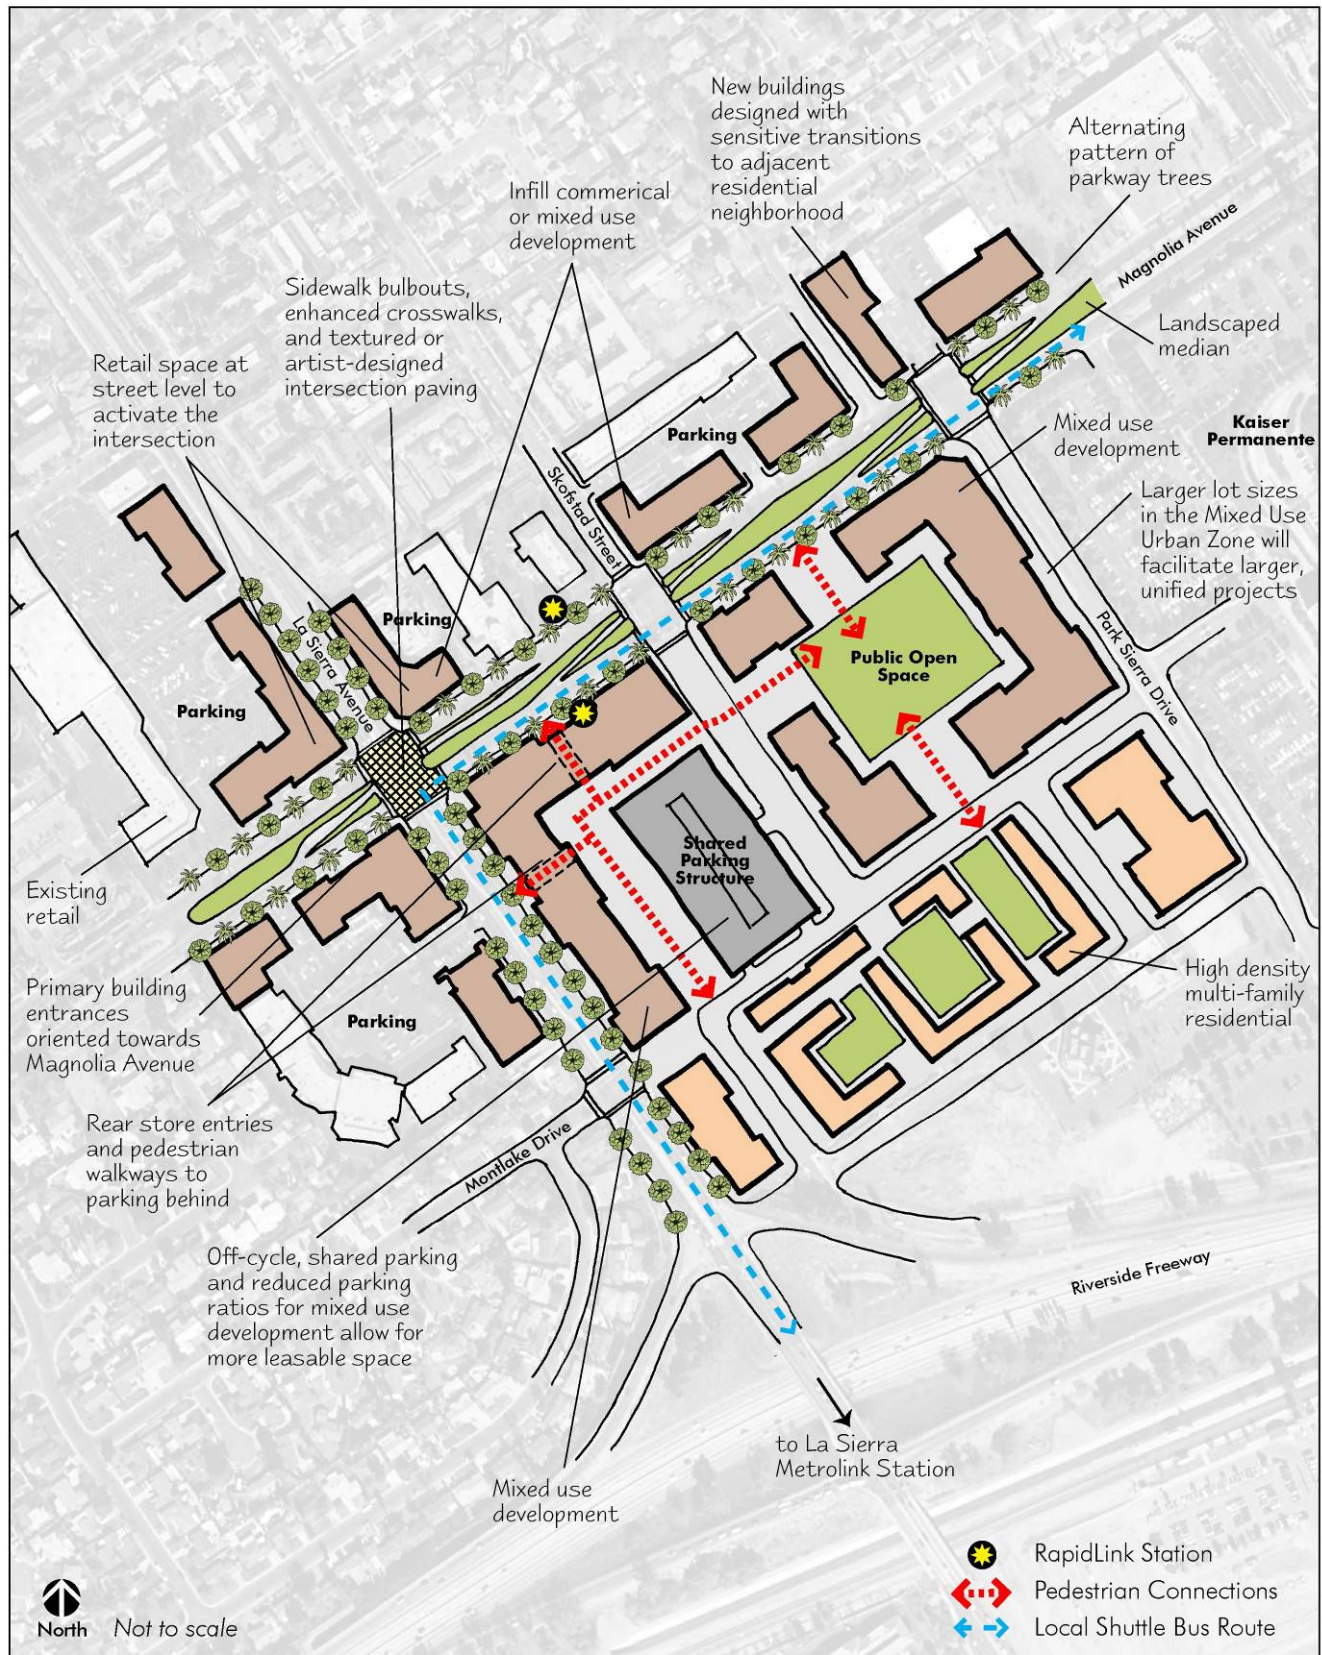 New buildings
designed with
sensitive transitions
to adjacent
residential
neighborhood
Alternating
pattern of
parkway trees
Infill commerical
or mixed use
development
Magnolia Avenue
Sidewalk bulbouts,
enhanced crosswalks,
and textured or
artist-designed
intersection paving
Landscaped
median
Retail space at
street level to
activate the
intersection
Parking
Mixed use
development
Kaiser
Permanente
Skofstad Street
Larger lot sizes
in the Mixed Use
Urban Zone will
facilitate larger,
unified projects
Parking
La Sierra Avenue
Parking
Public Open
Space
Park Sierra Drive
Shared
Parking
Structure
Existing
retail
Primary building
entrances
oriented towards
Magnolia Avenue
Parking
High density
multi-family
residential
Rear store entries
and pedestrian
walkways to
parking behind
Montlake Drive
Off-cycle, shared parking
and reduced parking
ratios for mixed use
development allow for
more leasable space
Riverside Freeway
to La Sierra
Metrolink Station
Mixed use
development
RapidLink Station
Pedestrian Connections
Local Shuttle Bus Route
North
Not to scale